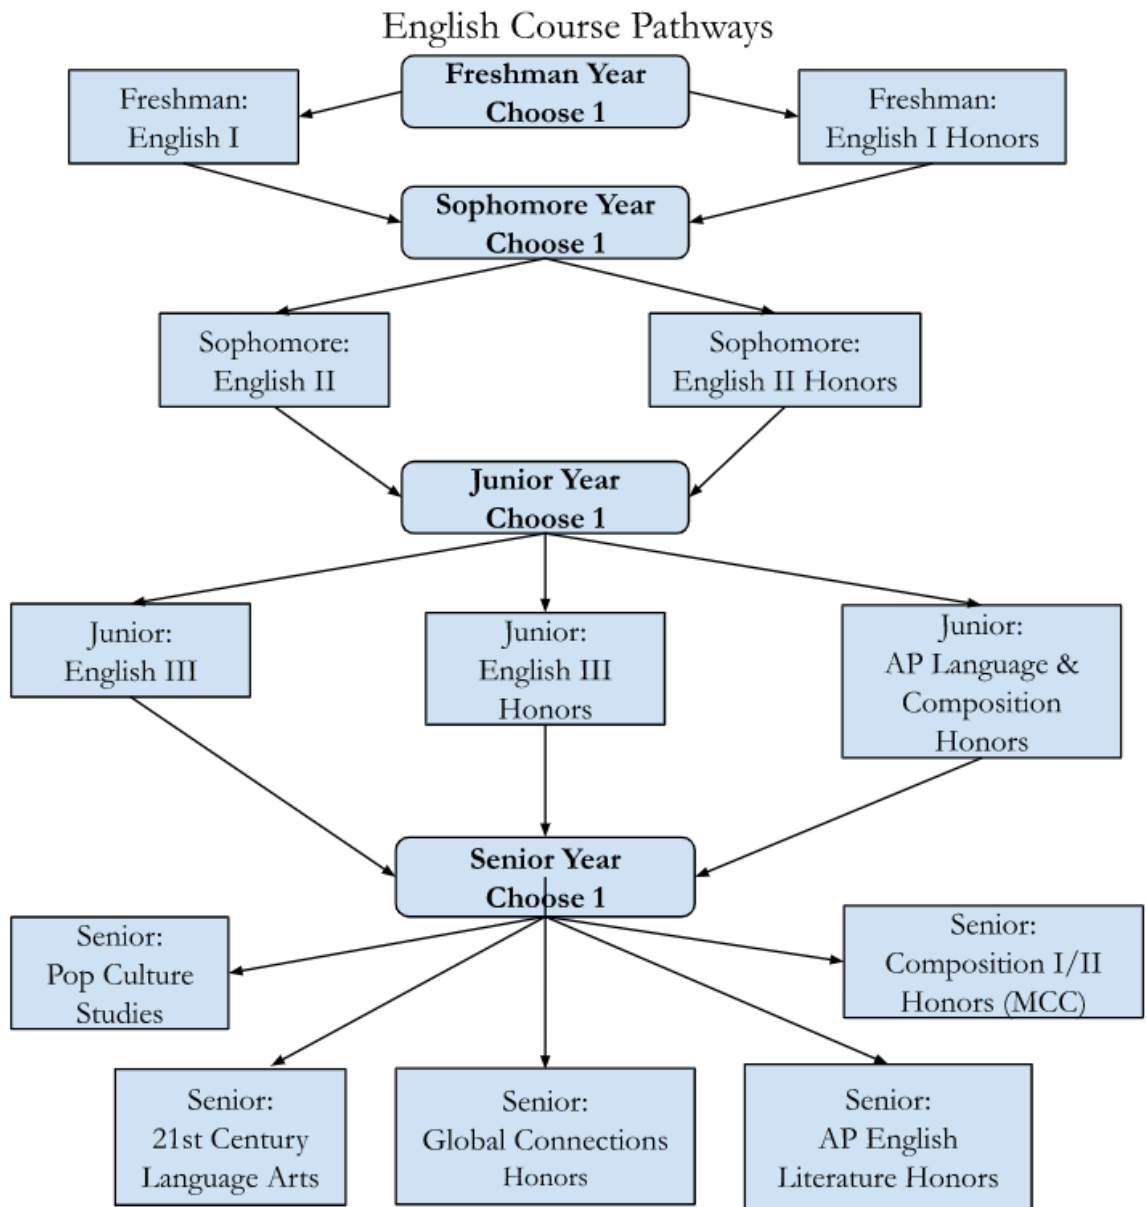 English Course Pathways
Freshman Year
Choose 1
Freshman:
English I
Freshman:
English I Honors
Sophomore Year
Choose 1
Sophomore:
English II
Sophomore:
English II Honors
Junior Year
Choose 1
Junior:
English III
Junior:
English III
Honors
Junior:
AP Language &
Composition
Honors
Senior Year
Choose 1
Senior:
Pop Culture
Studies
Senior:
Composition I/II
Honors (MCC)
Senior:
21st Century
Language Arts
Senior:
Global Connections
Honors
Senior:
AP English
Literature Honors